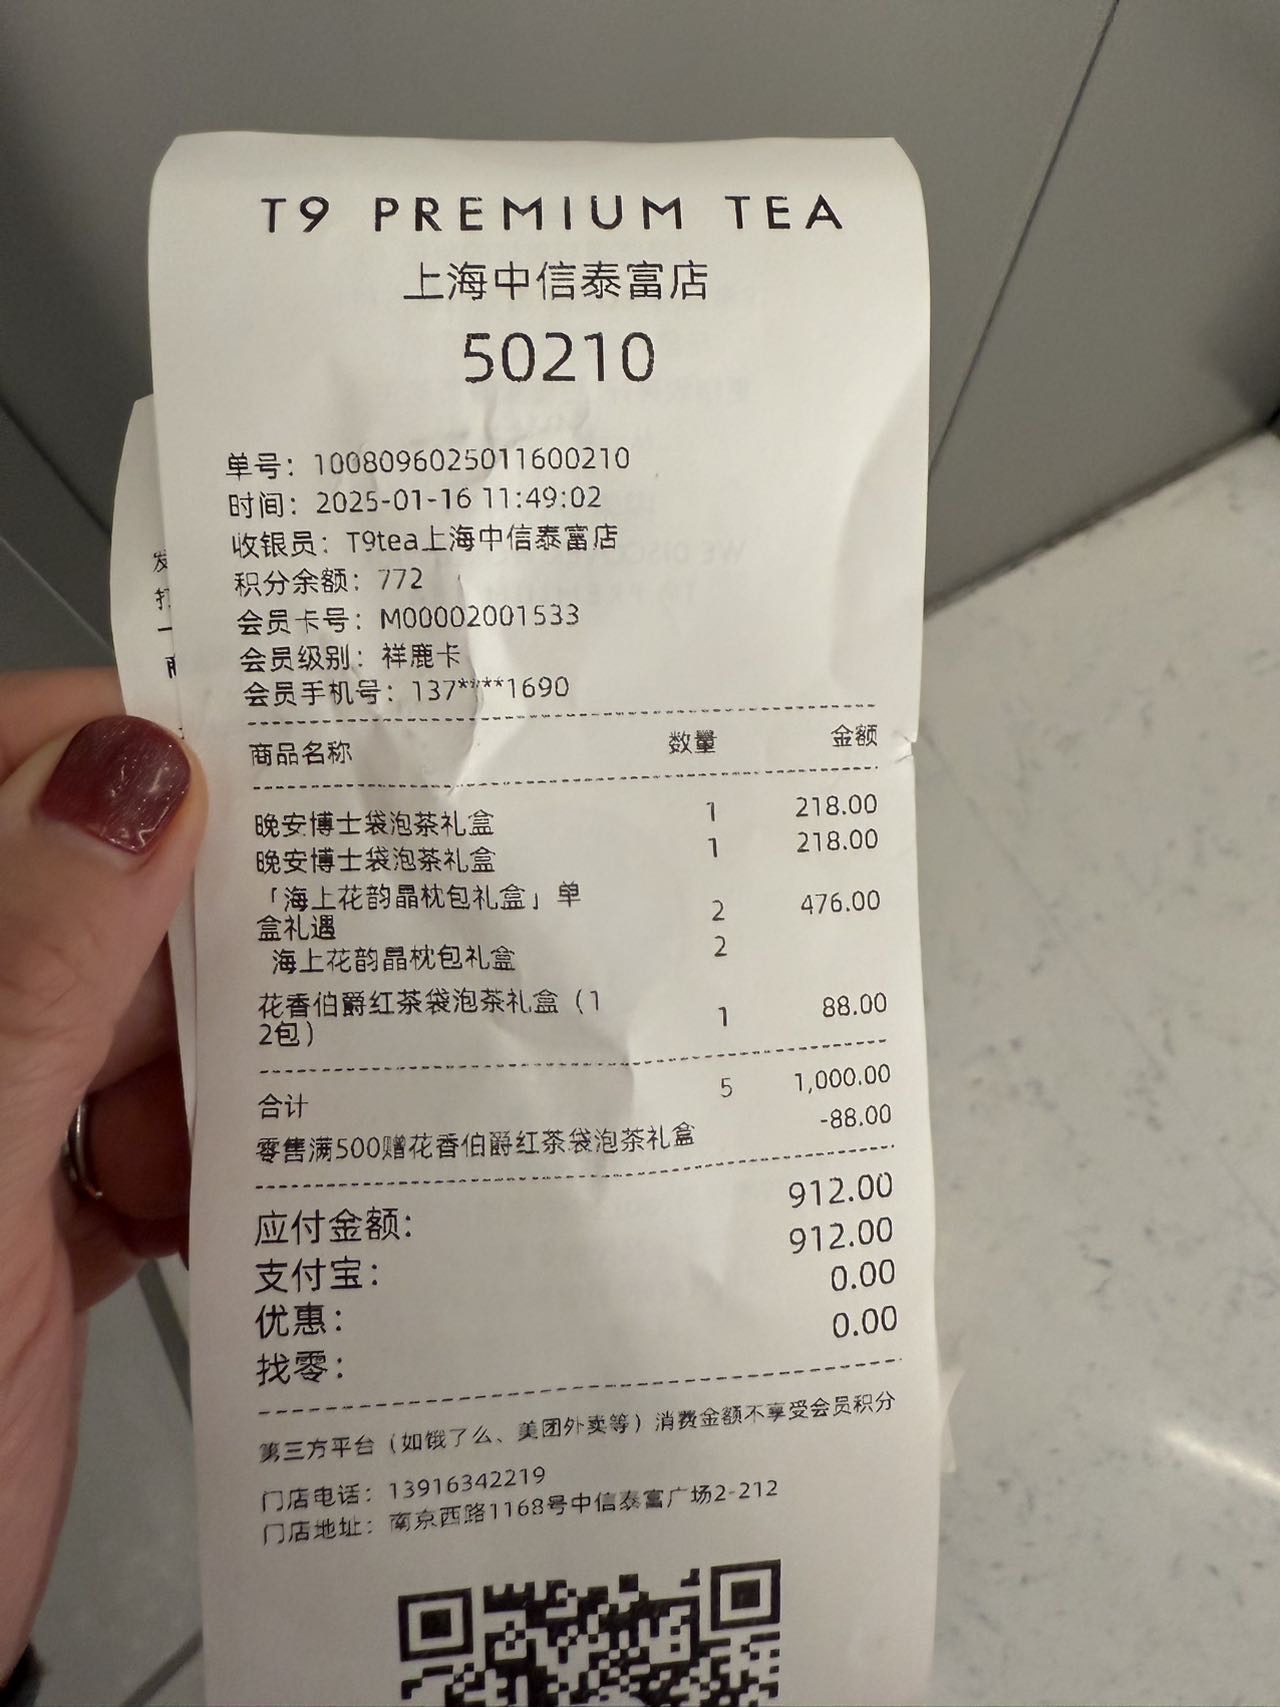 T9 PREMIUM TEA
上海中信泰富店
50210
单号：1008096025011600210
时间：2025-01-16 11:49:02
收银员：T9tea上海中信泰富店
积分余额：772
会员卡号：M00002001533
会员级别：祥鹿卡
会员手机号：137****1690
商品名称 数量 金额
晚安博士袋泡茶礼盒 1 218.00
晚安博士袋泡茶礼盒 1 218.00
「海上花韵晶枕包礼盒」单
盒礼遇 2 476.00
海上花韵晶枕包礼盒 2
花香伯爵红茶袋泡茶礼盒（1
2包） 1 88.00
合计 5 1,000.00
零售满500赠花香伯爵红茶袋泡茶礼盒 -88.00
应付金额： 912.00
支付宝： 912.00
优惠： 0.00
找零： 0.00
第三方平台（如饿了么、美团外卖等）消费金额不享受会员积分
门店电话：13916342219
门店地址：南京西路1168号中信泰富广场2-212
发
打
一